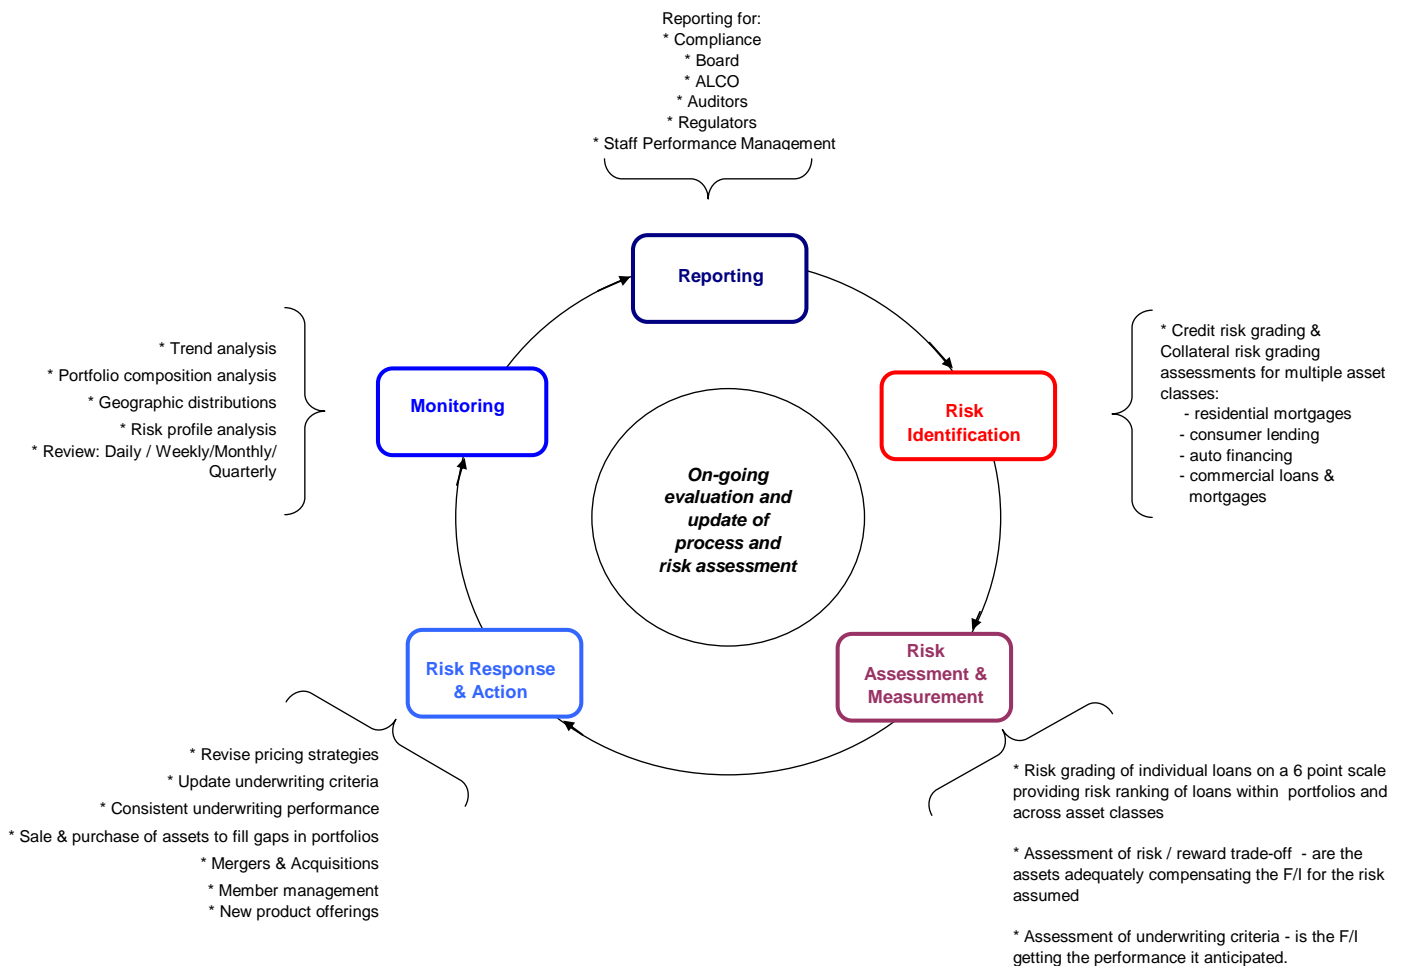 Reporting for:
* Compliance
* Board
* ALCO
* Auditors
* Regulators
* Staff Performance Management
Reporting
* Trend analysis
* Portfolio composition analysis
* Geographic distributions
* Risk profile analysis
* Review: Daily / Weekly/Monthly/
Quarterly
Monitoring
Risk
Identification
* Credit risk grading &
Collateral risk grading
assessments for multiple asset
classes:
- residential mortgages
- consumer lending
- auto financing
- commercial loans &
mortgages
On-going
evaluation and
update of
process and
risk assessment
Risk Response
& Action
Risk
Assessment &
Measurement
* Revise pricing strategies
* Update underwriting criteria
* Consistent underwriting performance
* Sale & purchase of assets to fill gaps in portfolios
* Mergers & Acquisitions
* Member management
* New product offerings
* Risk grading of individual loans on a 6 point scale
providing risk ranking of loans within portfolios and
across asset classes
* Assessment of risk / reward trade-off - are the
assets adequately compensating the F/I for the risk
assumed
* Assessment of underwriting criteria - is the F/I
getting the performance it anticipated.